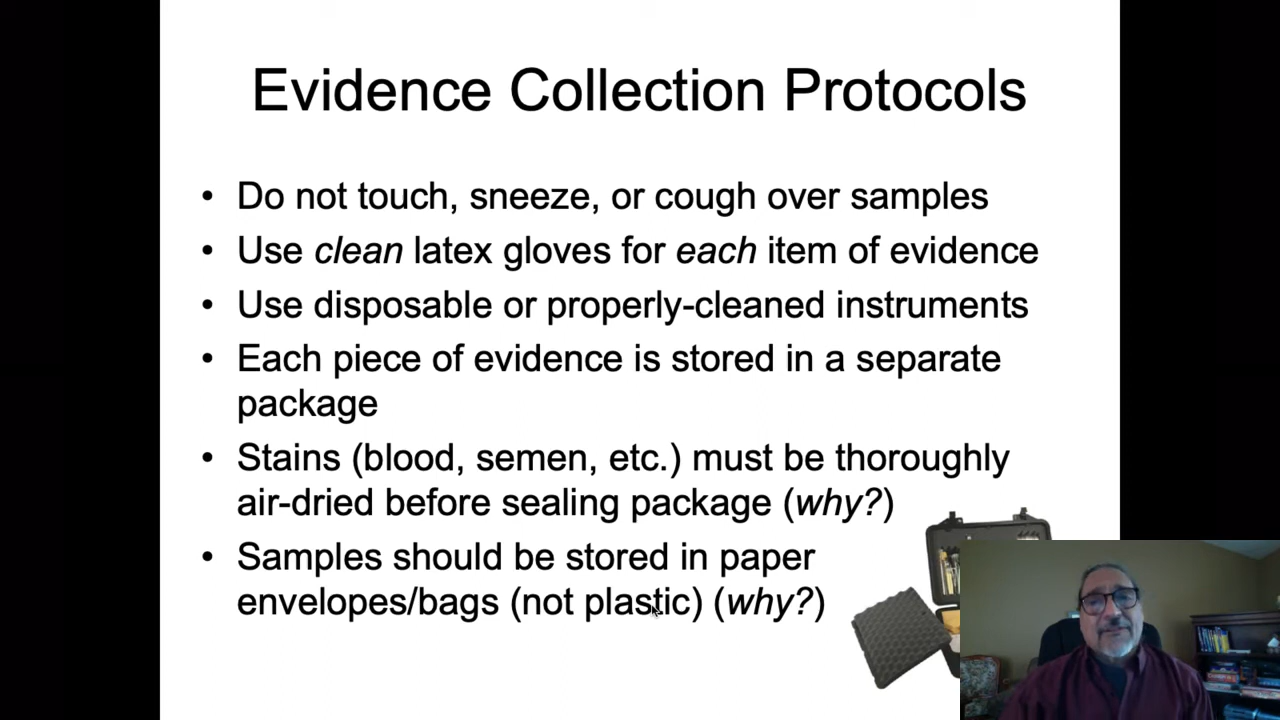 Evidence Collection Protocols
• Do not touch, sneeze, or cough over samples
• Use clean latex gloves for each item of evidence
• Use disposable or properly-cleaned instruments
• Each piece of evidence is stored in a separate
package
• Stains (blood, semen, etc.) must be thoroughly
air-dried before sealing package (why?)
• Samples should be stored in paper
envelopes/bags (not plastic) (why?)